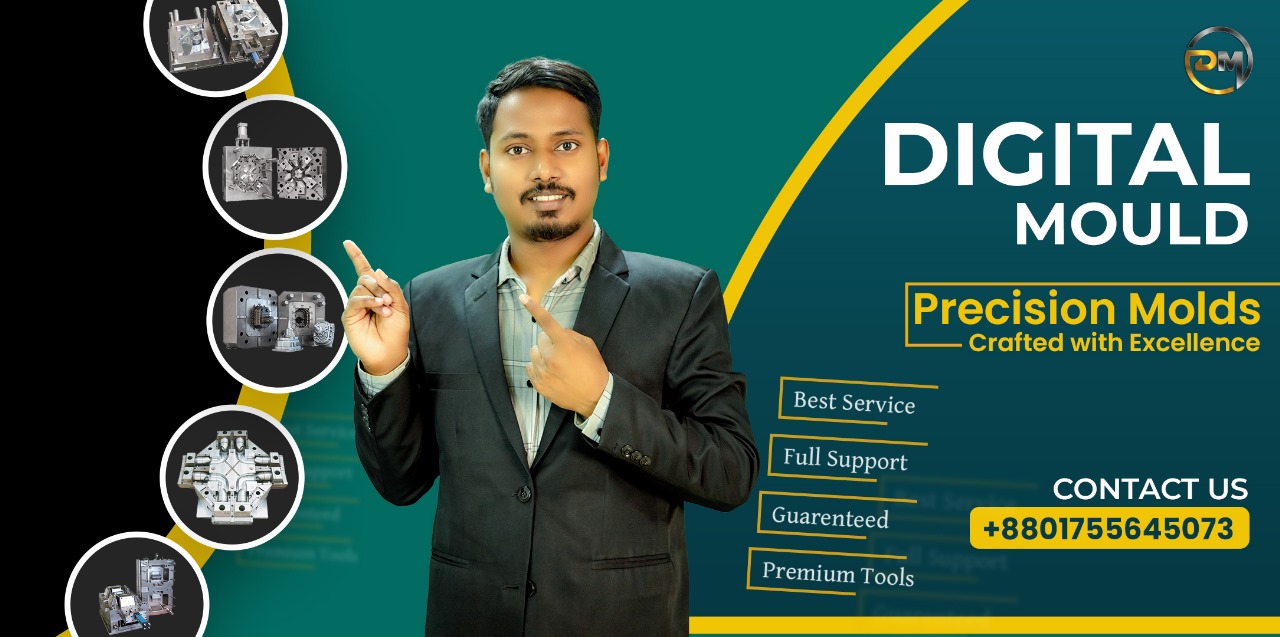 DM
DIGITAL
MOULD
Precision Molds
Crafted with Excellence
Best Service
Full Support
Guarenteed
Premium Tools
CONTACT US
+8801755645073